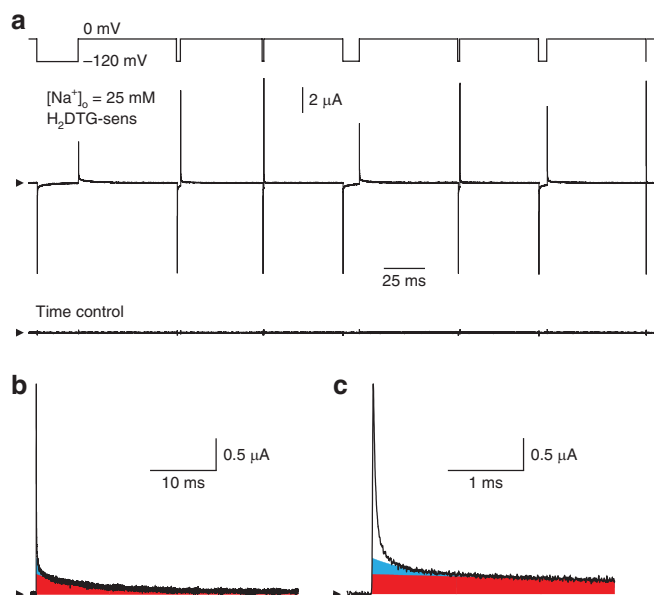 a
0 mV
–120 mV
[Na⁺]ₒ = 25 mM
H₂DTG-sens
2 μA
25 ms
Time control
b
c
0.5 μA
10 ms
0.5 μA
1 ms